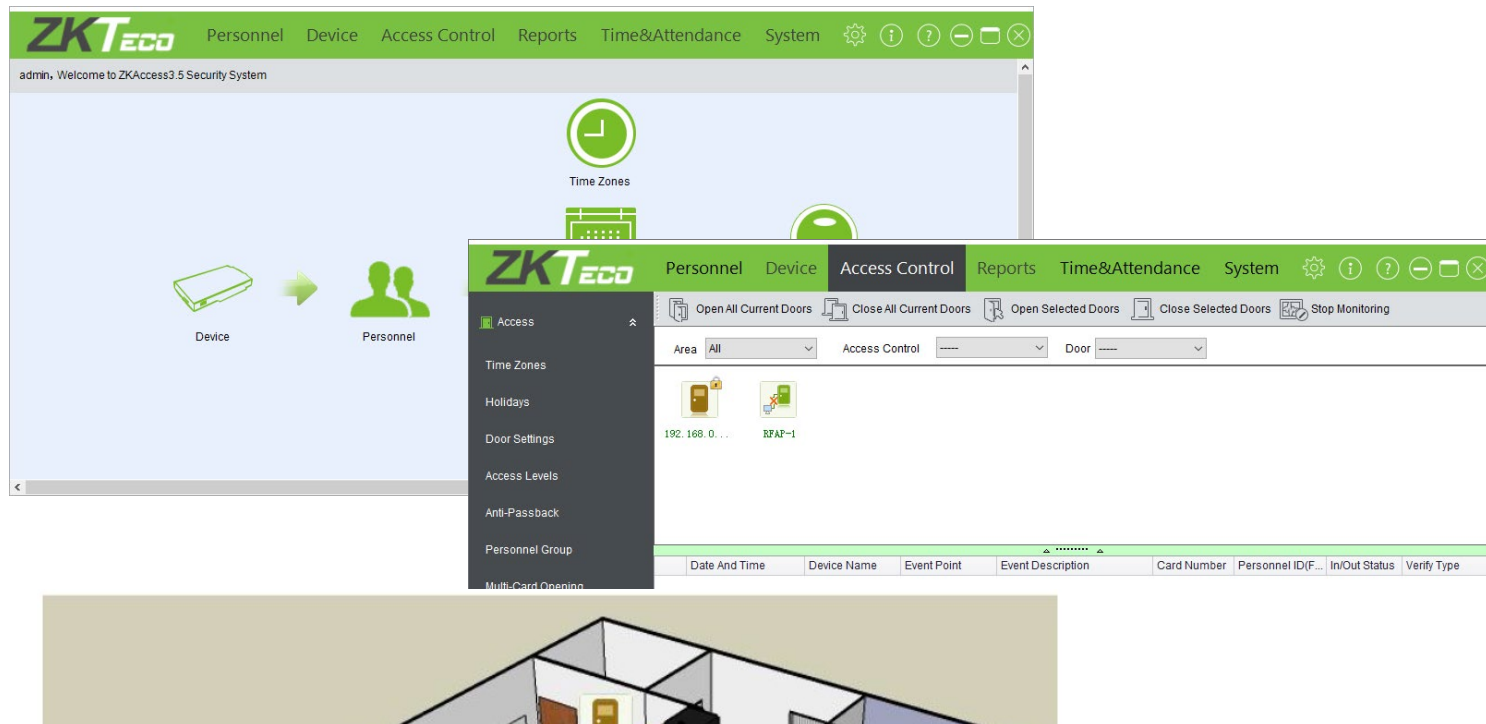 ZKTeco Personnel Device Access Control Reports Time&Attendance System
admin, Welcome to ZKAccess3.5 Security System
Time Zones
Device
Personnel
ZKTeco Personnel Device Access Control Reports Time&Attendance System
Access
Open All Current Doors Close All Current Doors Open Selected Doors Close Selected Doors Stop Monitoring
Area All Access Control ----- Door -----
Time Zones
Holidays
Door Settings
Access Levels
Anti-Passback
Personnel Group
Multi-Card Opening
192.168.0... RFAP-1
Date And Time Device Name Event Point Event Description Card Number Personnel ID(F... In/Out Status Verify Type